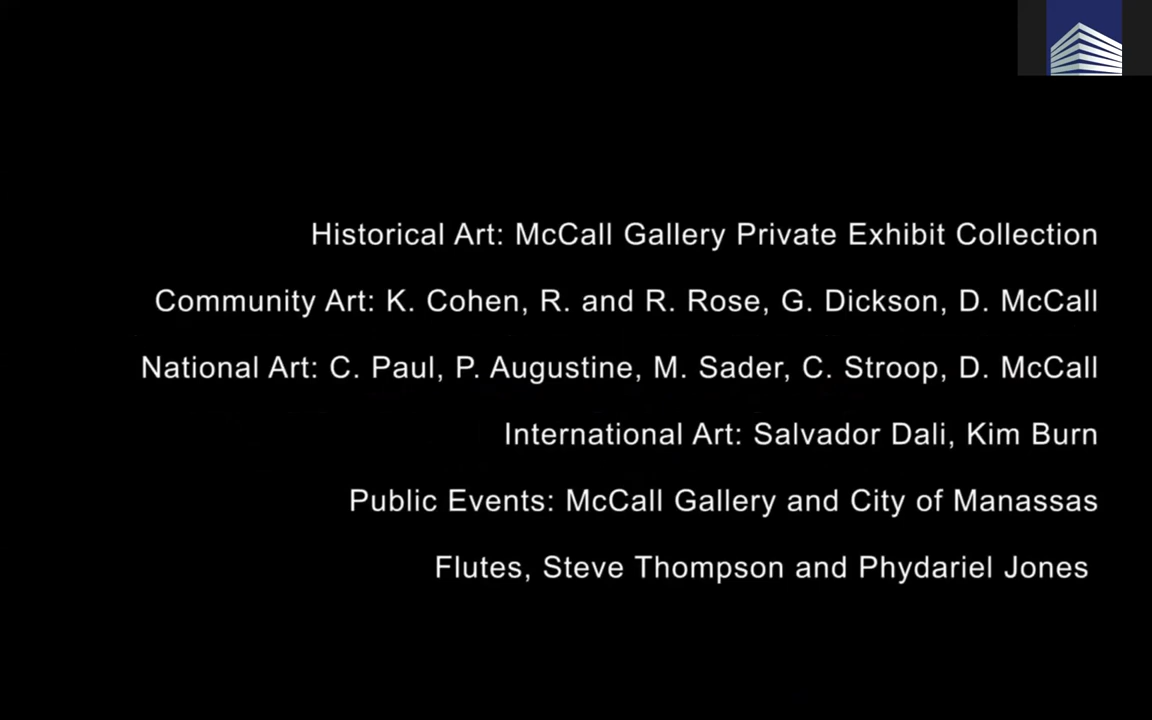 Historical Art: McCall Gallery Private Exhibit Collection
Community Art: K. Cohen, R. and R. Rose, G. Dickson, D. McCall
National Art: C. Paul, P. Augustine, M. Sader, C. Stroop, D. McCall
International Art: Salvador Dali, Kim Burn
Public Events: McCall Gallery and City of Manassas
Flutes, Steve Thompson and Phydariel Jones